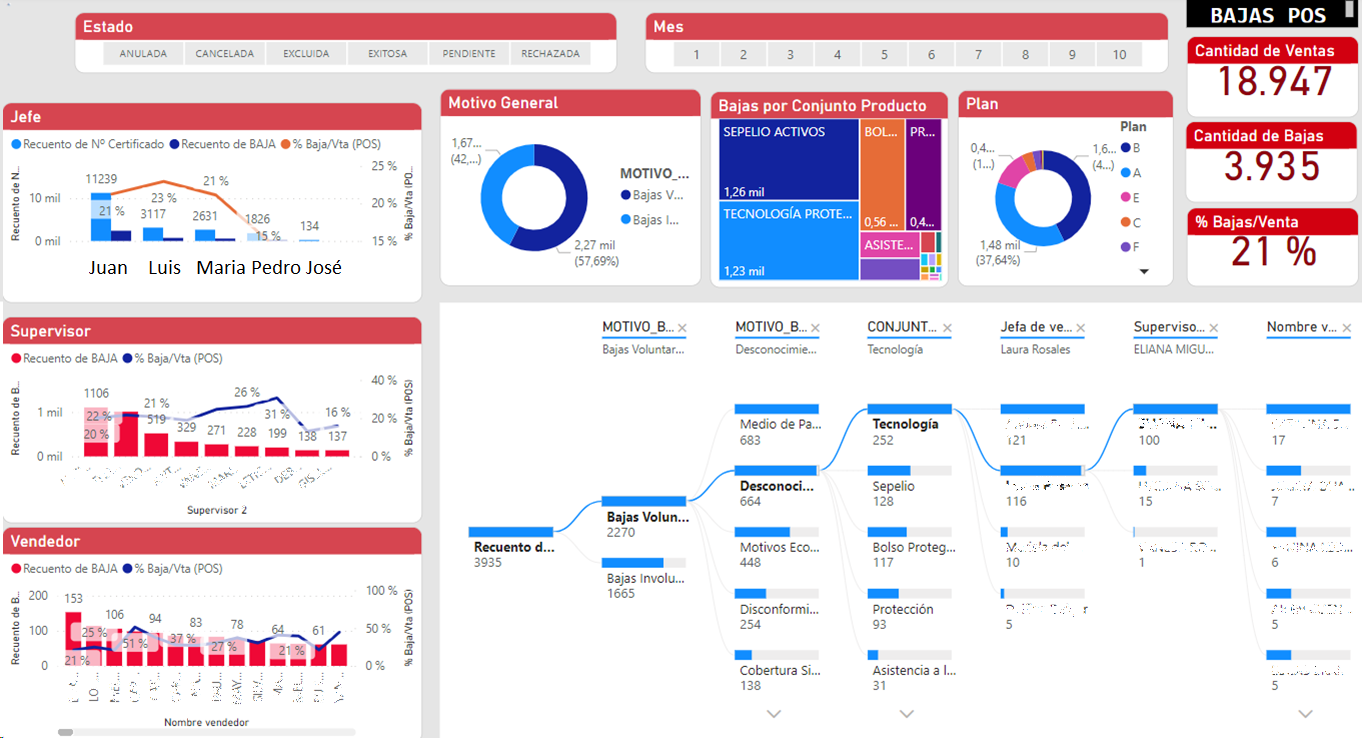 BAJAS POS
Estado
ANULADA CANCELADA EXCLUIDA EXITOSA PENDIENTE RECHAZADA
Mes
1 2 3 4 5 6 7 8 9 10
Cantidad de Ventas
18.947
Cantidad de Bajas
3.935
% Bajas/Venta
21 %
Jefe
Recuento de Nº Certificado Recuento de BAJA % Baja/Vta (POS)
Recuento de N...
10 mil
0 mil
11239
21 %
3117
23 %
2631
21 %
1826
15 %
134
25 %
20 %
15 %
% Baja/Vta (PO...
Juan Luis Maria Pedro José
Motivo General
1,67...
(42,...)
2,27 mil
(57,69%)
MOTIVO_...
Bajas V...
Bajas I...
Bajas por Conjunto Producto
SEPELIO ACTIVOS
1,26 mil
TECNOLOGÍA PROTE...
1,23 mil
BOL...
0,56 ...
PR...
0,4...
ASISTE...
Plan
0,4...
(1...)
1,6...
(4...)
1,48 mil
(37,64%)
Plan
B
A
E
C
F
Supervisor
Recuento de BAJA % Baja/Vta (POS)
Recuento de B...
1 mil
0 mil
1106
22 %
20 %
21 %
519
329
271
26 %
228
31 %
199
138
16 %
137
40 %
20 %
0 %
% Baja/Vta (POS)
Supervisor 2
Vendedor
Recuento de BAJA % Baja/Vta (POS)
Recuento de B...
200
100
0
153
21 %
25 %
106
51 %
94
37 %
83
27 %
78
64
21 %
61
100 %
50 %
0 %
% Baja/Vta (POS)
Nombre vendedor
MOTIVO_B... MOTIVO_B... CONJUNT... Jefa de ve... Superviso... Nombre v...
Bajas Voluntar... Desconocimie... Tecnología Laura Rosales ELIANA MIGU...
Recuento d...
3935
Bajas Volun...
2270
Bajas Involu...
1665
Medio de Pa...
683
Desconoci...
664
Motivos Eco...
448
Disconformi...
254
Cobertura Si...
138
Tecnología
252
Sepelio
128
Bolso Proteg...
117
Protección
93
Asistencia a l...
31
121
116
10
5
100
15
1
17
7
6
5
5